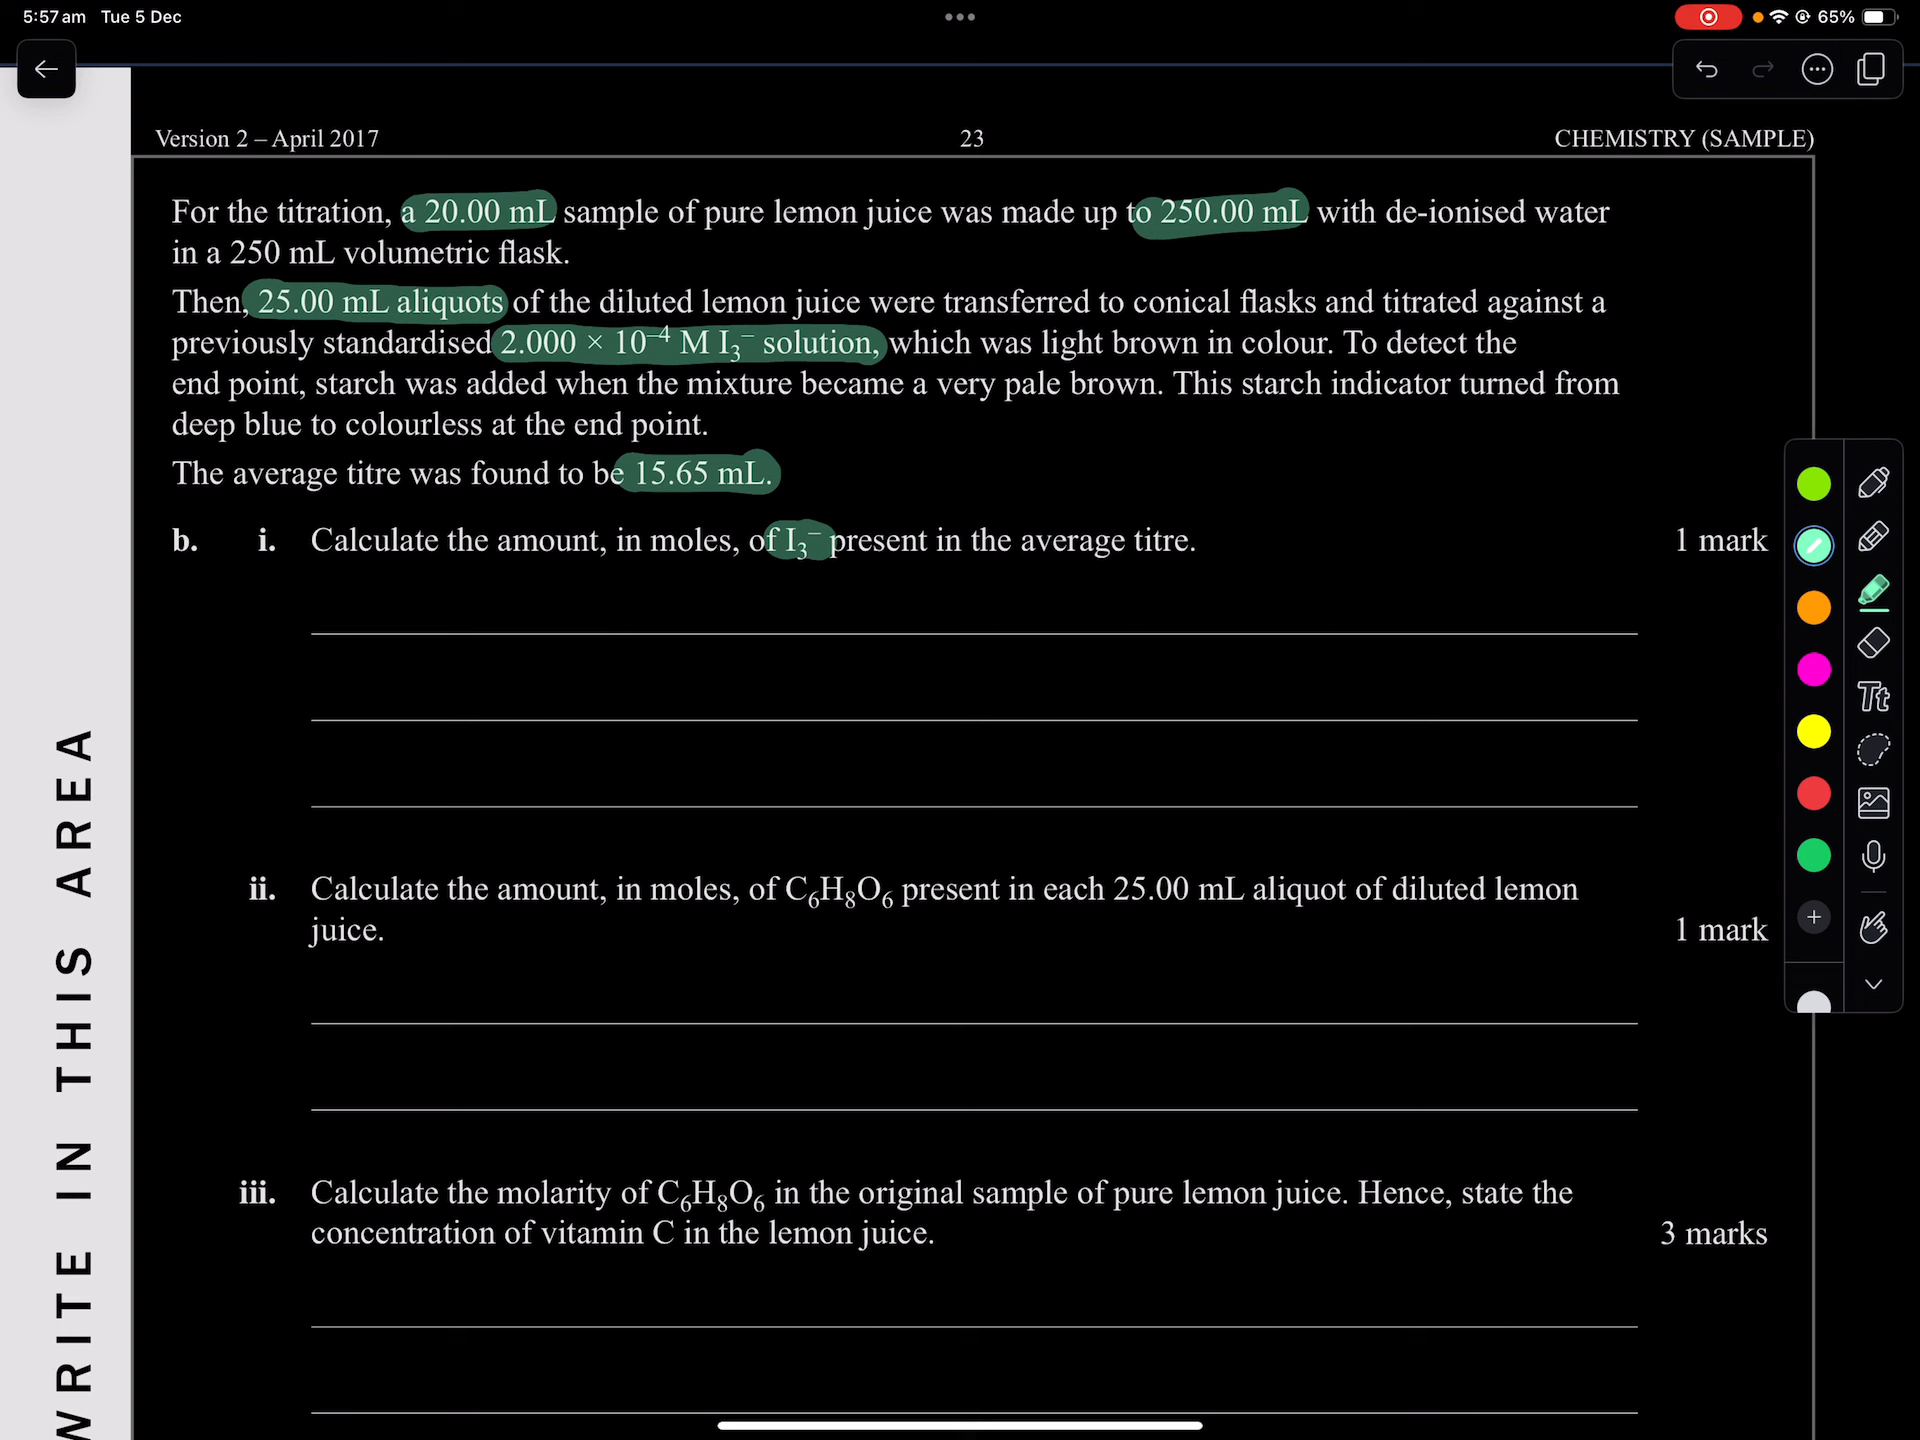 5:57 am Tue 5 Dec
65%
Version 2 – April 2017 23 CHEMISTRY (SAMPLE)
For the titration, a 20.00 mL sample of pure lemon juice was made up to 250.00 mL with de-ionised water
in a 250 mL volumetric flask.
Then, 25.00 mL aliquots of the diluted lemon juice were transferred to conical flasks and titrated against a
previously standardised 2.000 × 10⁻⁴ M I₃⁻ solution, which was light brown in colour. To detect the
end point, starch was added when the mixture became a very pale brown. This starch indicator turned from
deep blue to colourless at the end point.
The average titre was found to be 15.65 mL.
b. i. Calculate the amount, in moles, of I₃⁻ present in the average titre. 1 mark
ii. Calculate the amount, in moles, of C₆H₈O₆ present in each 25.00 mL aliquot of diluted lemon
juice. 1 mark
iii. Calculate the molarity of C₆H₈O₆ in the original sample of pure lemon juice. Hence, state the
concentration of vitamin C in the lemon juice. 3 marks
WRITE IN THIS AREA
Tt